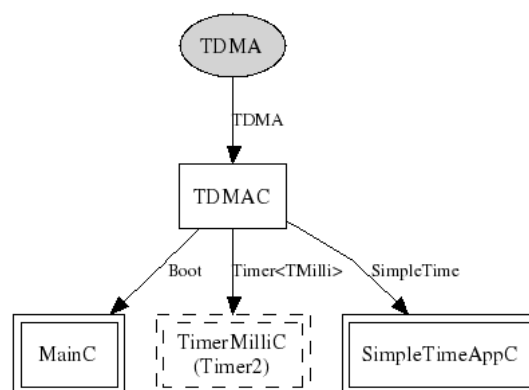 TDMA
TDMA
TDMAC
Boot
Timer<TMilli>
SimpleTime
MainC
TimerMilliC
(Timer2)
SimpleTimeAppC